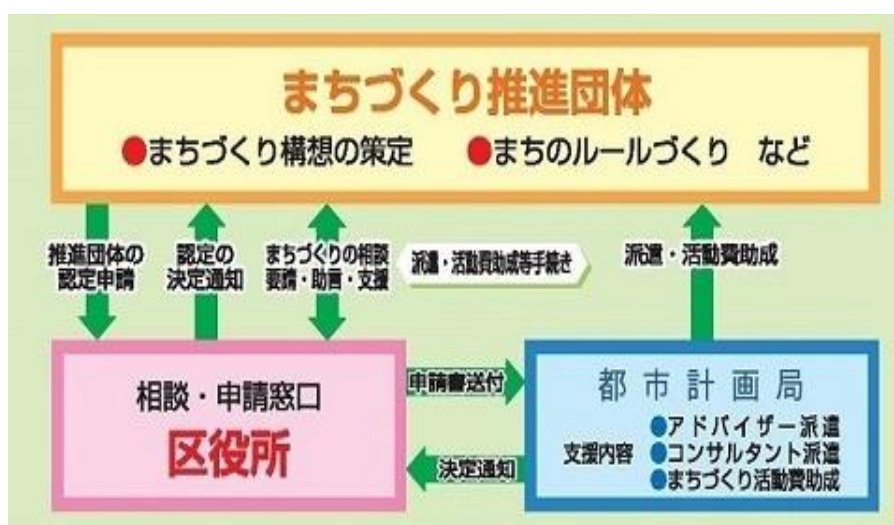 まちづくり推進団体
●まちづくり構想の策定 ●まちのルールづくり など
推進団体の
認定申請
認定の
決定通知
まちづくりの相談
要請・助言・支援
派遣・活動費助成等手続き
派遣・活動費助成
相談・申請窓口
区役所
申請書送付
決定通知
都市計画局
支援内容
●アドバイザー派遣
●コンサルタント派遣
●まちづくり活動費助成